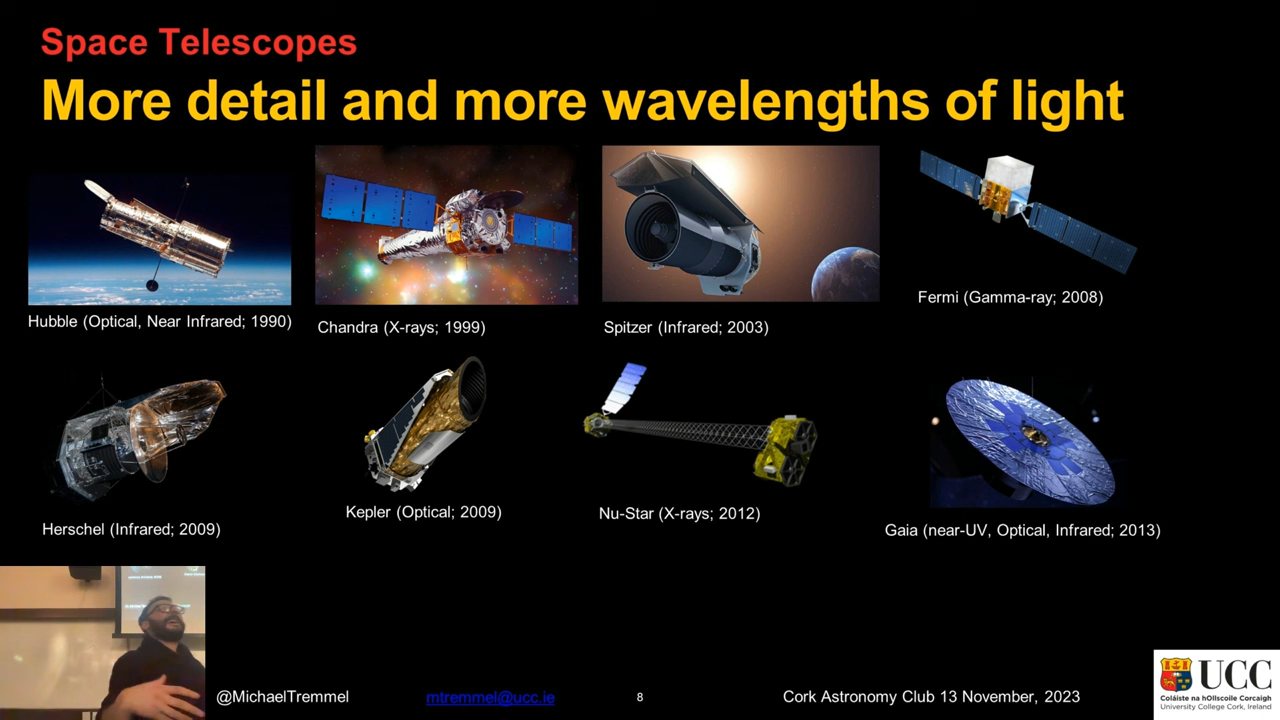 Space Telescopes
More detail and more wavelengths of light
Hubble (Optical, Near Infrared; 1990)
Chandra (X-rays; 1999)
Spitzer (Infrared; 2003)
Fermi (Gamma-ray; 2008)
Herschel (Infrared; 2009)
Kepler (Optical; 2009)
Nu-Star (X-rays; 2012)
Gaia (near-UV, Optical, Infrared; 2013)
@MichaelTremmel
mtremmel@ucc.ie
8
Cork Astronomy Club 13 November, 2023
UCC
Coláiste na hOllscoile Corcaigh
University College Cork, Ireland